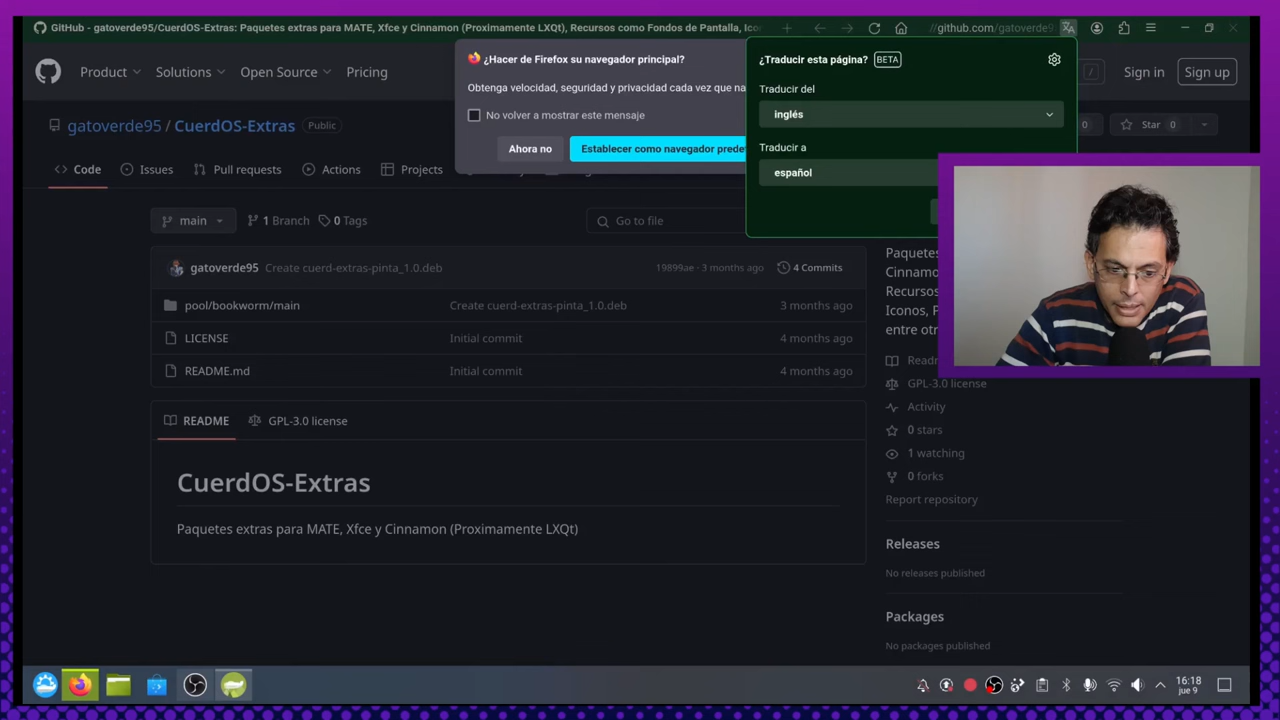 GitHub - gatoverde95/CuerdOS-Extras: Paquetes extras para MATE, Xfce y Cinnamon (Proximamente LXQt), Recursos como Fondos de Pantalla,
//github.com/gatoverde9
Product
Solutions
Open Source
Pricing
Sign in
Sign up
/
¿Hacer de Firefox su navegador principal?
Obtenga velocidad, seguridad y privacidad cada vez que
No volver a mostrar este mensaje
Ahora no
Establecer como navegador
¿Traducir esta página? BETA
Traducir del
inglés
Traducir a
español
gatoverde95 / CuerdOS-Extras Public
0
Star 0
Code
Issues
Pull requests
Actions
Projects
main
1 Branch
0 Tags
Go to file
gatoverde95 Create cuerd-extras-pinta_1.0.deb 19899ae · 3 months ago 4 Commits
pool/bookworm/main Create cuerd-extras-pinta_1.0.deb 3 months ago
LICENSE Initial commit 4 months ago
README.md Initial commit 4 months ago
README
GPL-3.0 license
CuerdOS-Extras
Paquetes extras para MATE, Xfce y Cinnamon (Proximamente LXQt)
Paquetes
Recursos
GPL-3.0 license
Activity
0 stars
1 watching
0 forks
Report repository
Releases
No releases published
Packages
No packages published
16:18
jue 9